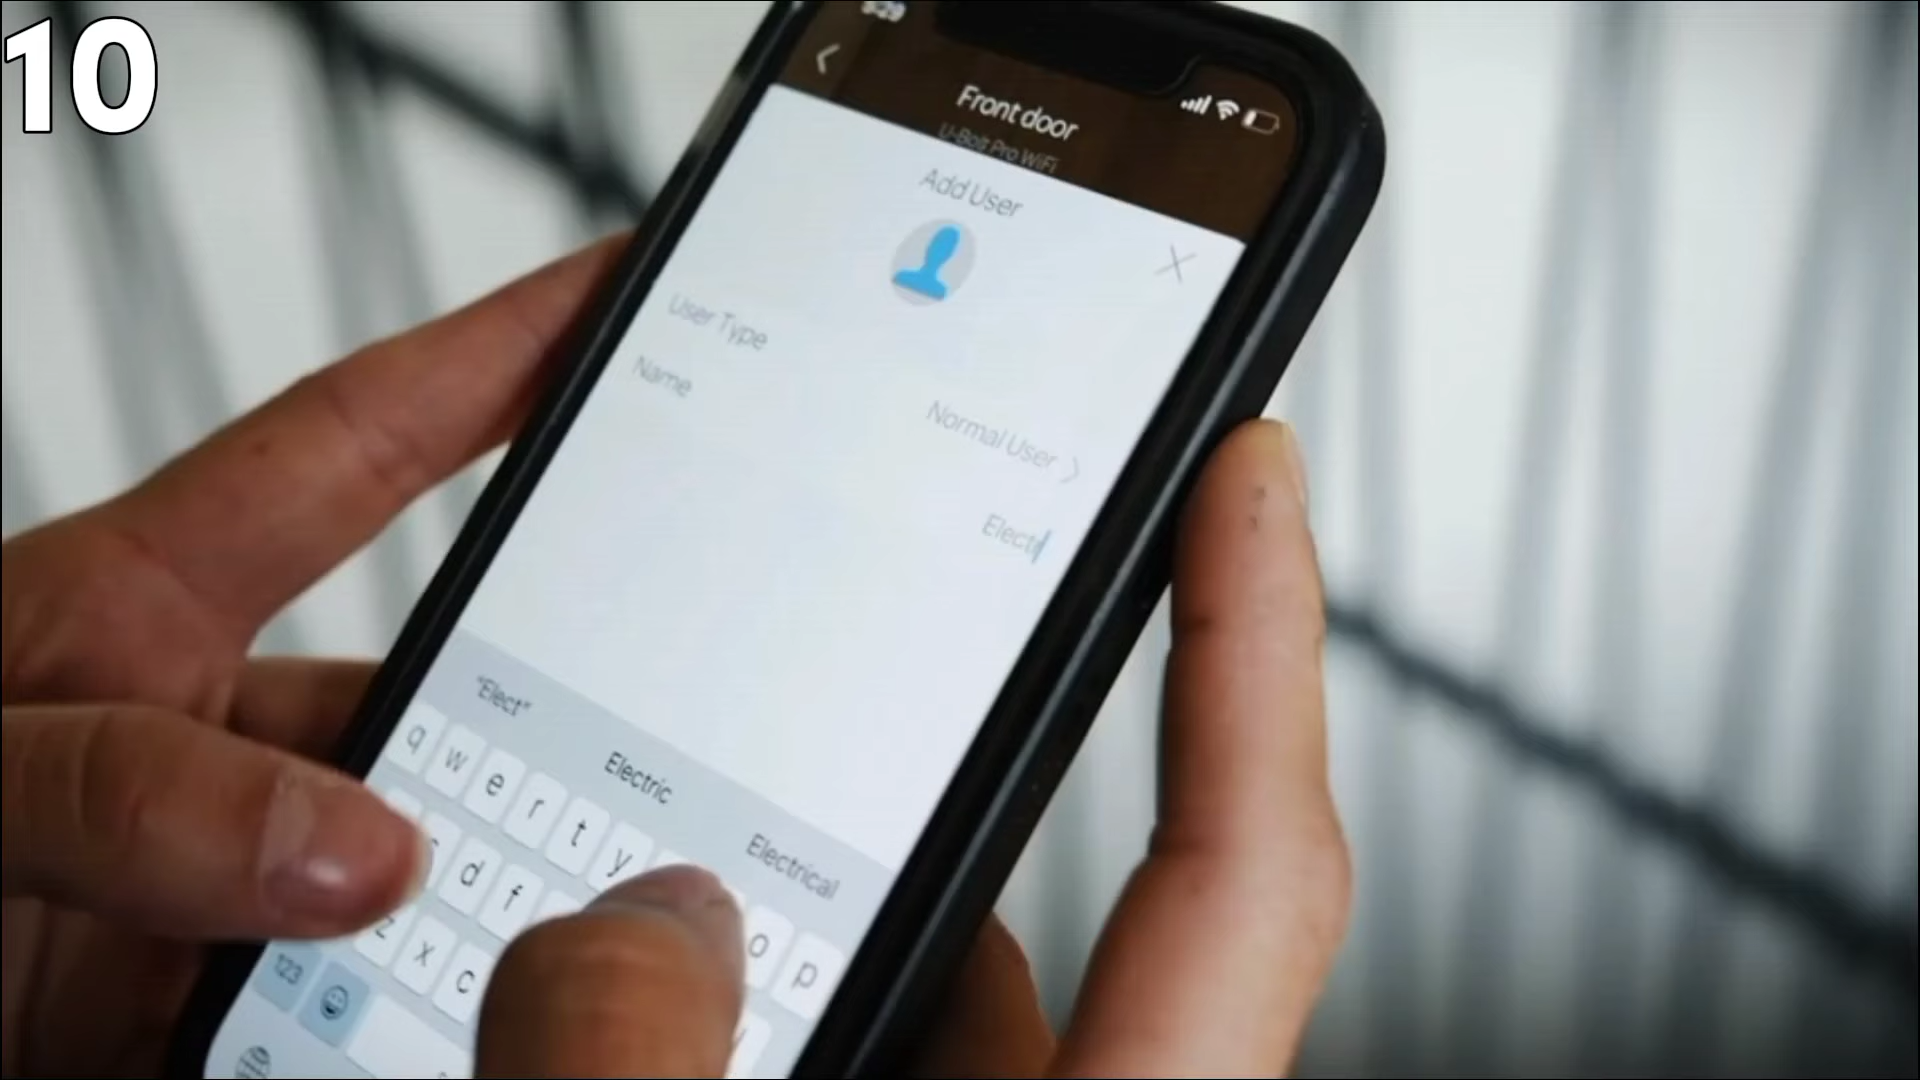 10
Front door
U-Bolt Pro WiFi
Add User
User Type
Normal User
Name
Elect
"Elect"
Electric
Electrical
q w e r t y
o p
d f
z x c
123